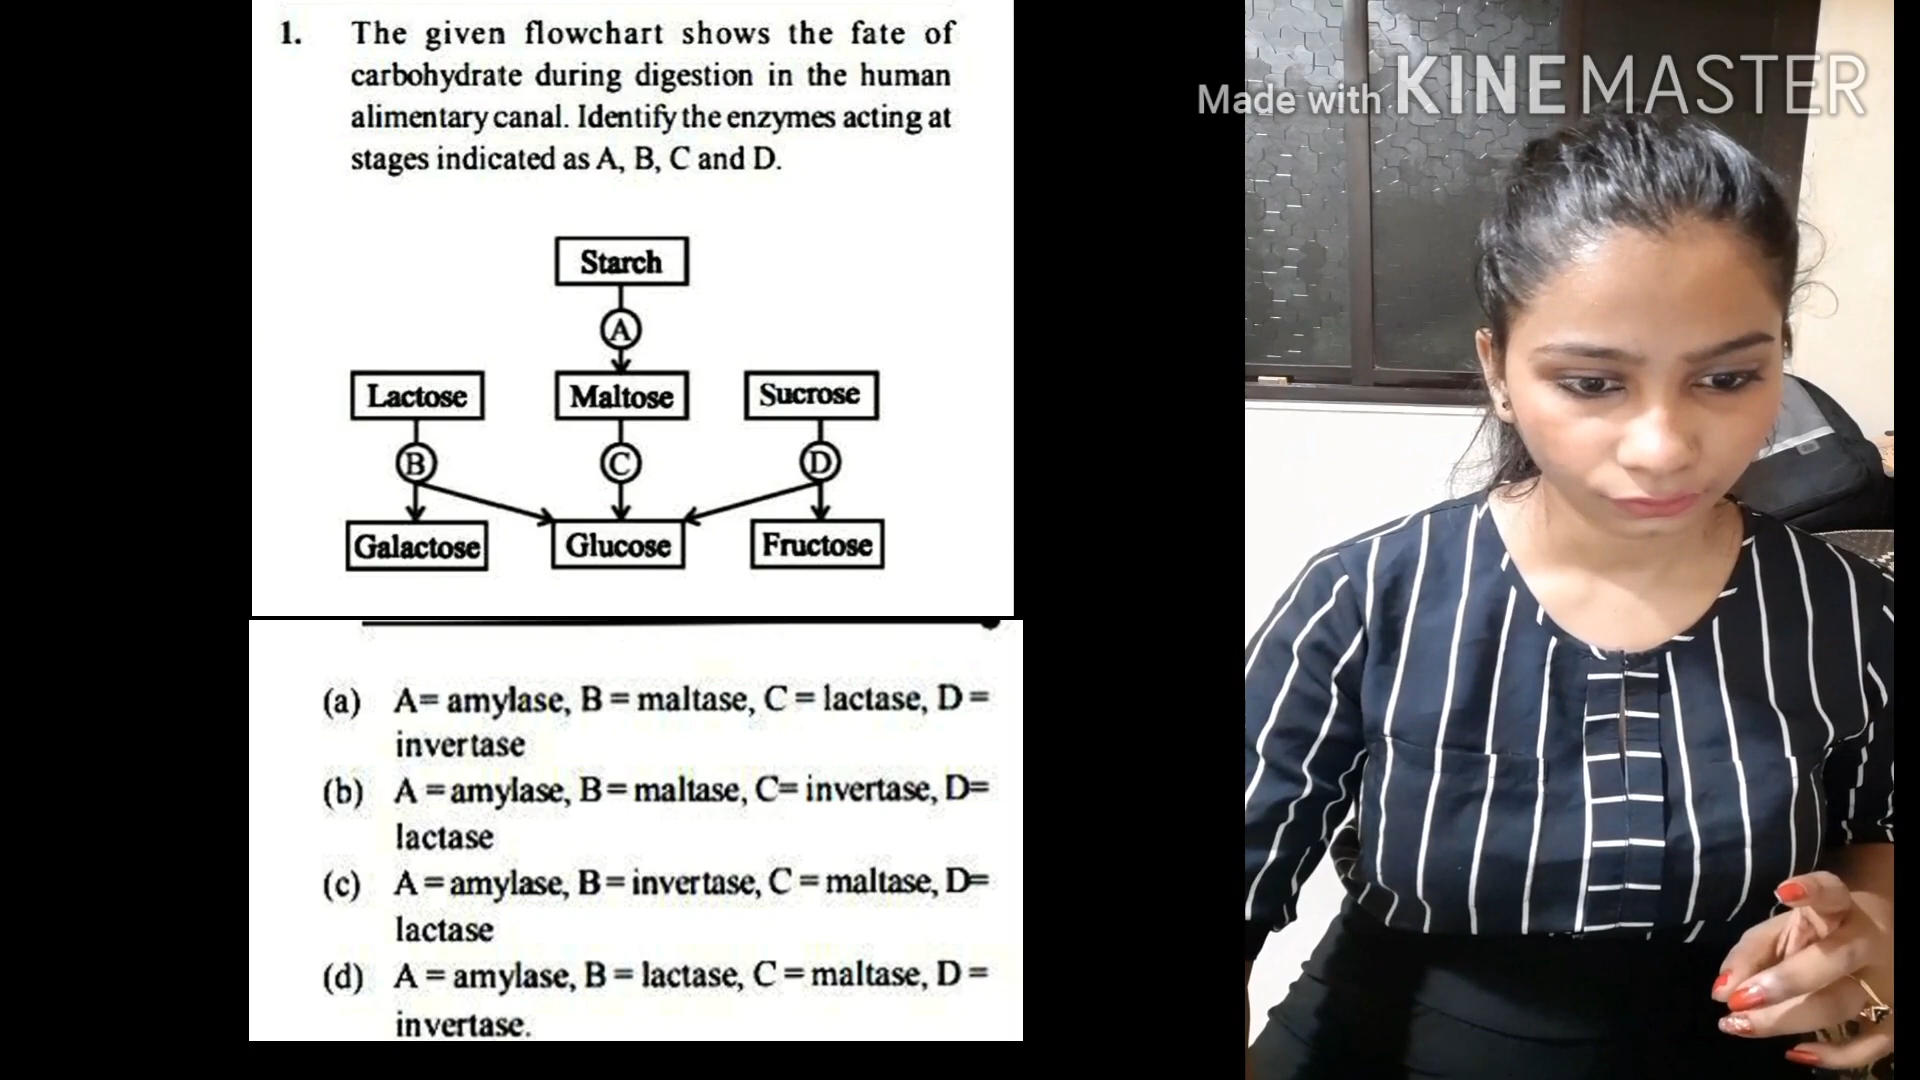 1. The given flowchart shows the fate of
carbohydrate during digestion in the human
alimentary canal. Identify the enzymes acting at
stages indicated as A, B, C and D.
Starch
A
Lactose Maltose Sucrose
B C D
Galactose Glucose Fructose
(a) A= amylase, B = maltase, C = lactase, D =
invertase
(b) A = amylase, B= maltase, C= invertase, D=
lactase
(c) A = amylase, B= invertase, C = maltase, D=
lactase
(d) A = amylase, B = lactase, C = maltase, D =
invertase.
Made with KINEMASTER